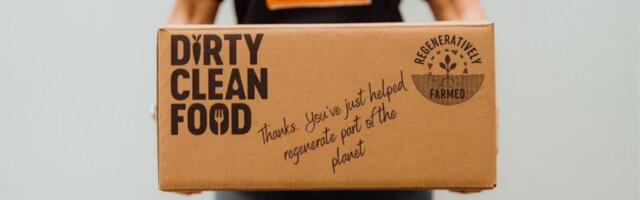 DIRTY
CLEAN
FOOD
Thanks. You've just helped
regenerate part of the
planet
REGENERATIVELY
FARMED